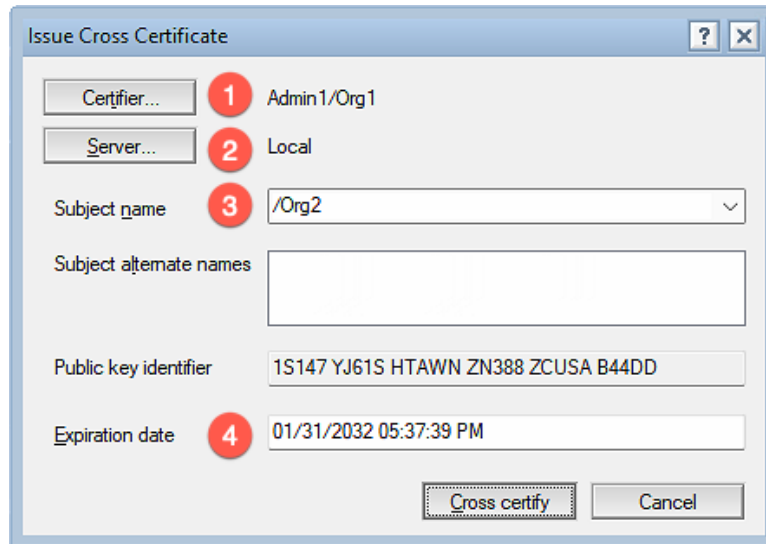 Issue Cross Certificate
?
Certifier... 1 Admin1/Org1
Server... 2 Local
Subject name 3 /Org2
Subject alternate names
Public key identifier 1S147 YJ61S HTAWN ZN388 ZCUSA B44DD
Expiration date 4 01/31/2032 05:37:39 PM
Cross certify Cancel